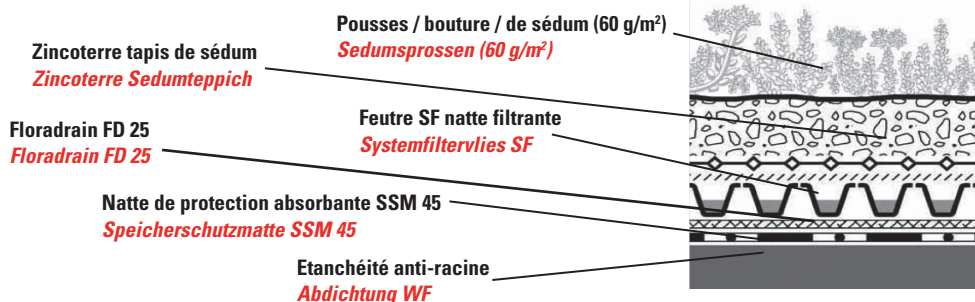 Pousses / bouture / de sédum (60 g/m²)
Sedumsprossen (60 g/m²)
Zincoterre tapis de sédum
Zincoterre Sedumteppich
Feutre SF natte filtrante
Systemfiltervlies SF
Floradrain FD 25
Floradrain FD 25
Natte de protection absorbante SSM 45
Speicherschutzmatte SSM 45
Etanchéité anti-racine
Abdichtung WF